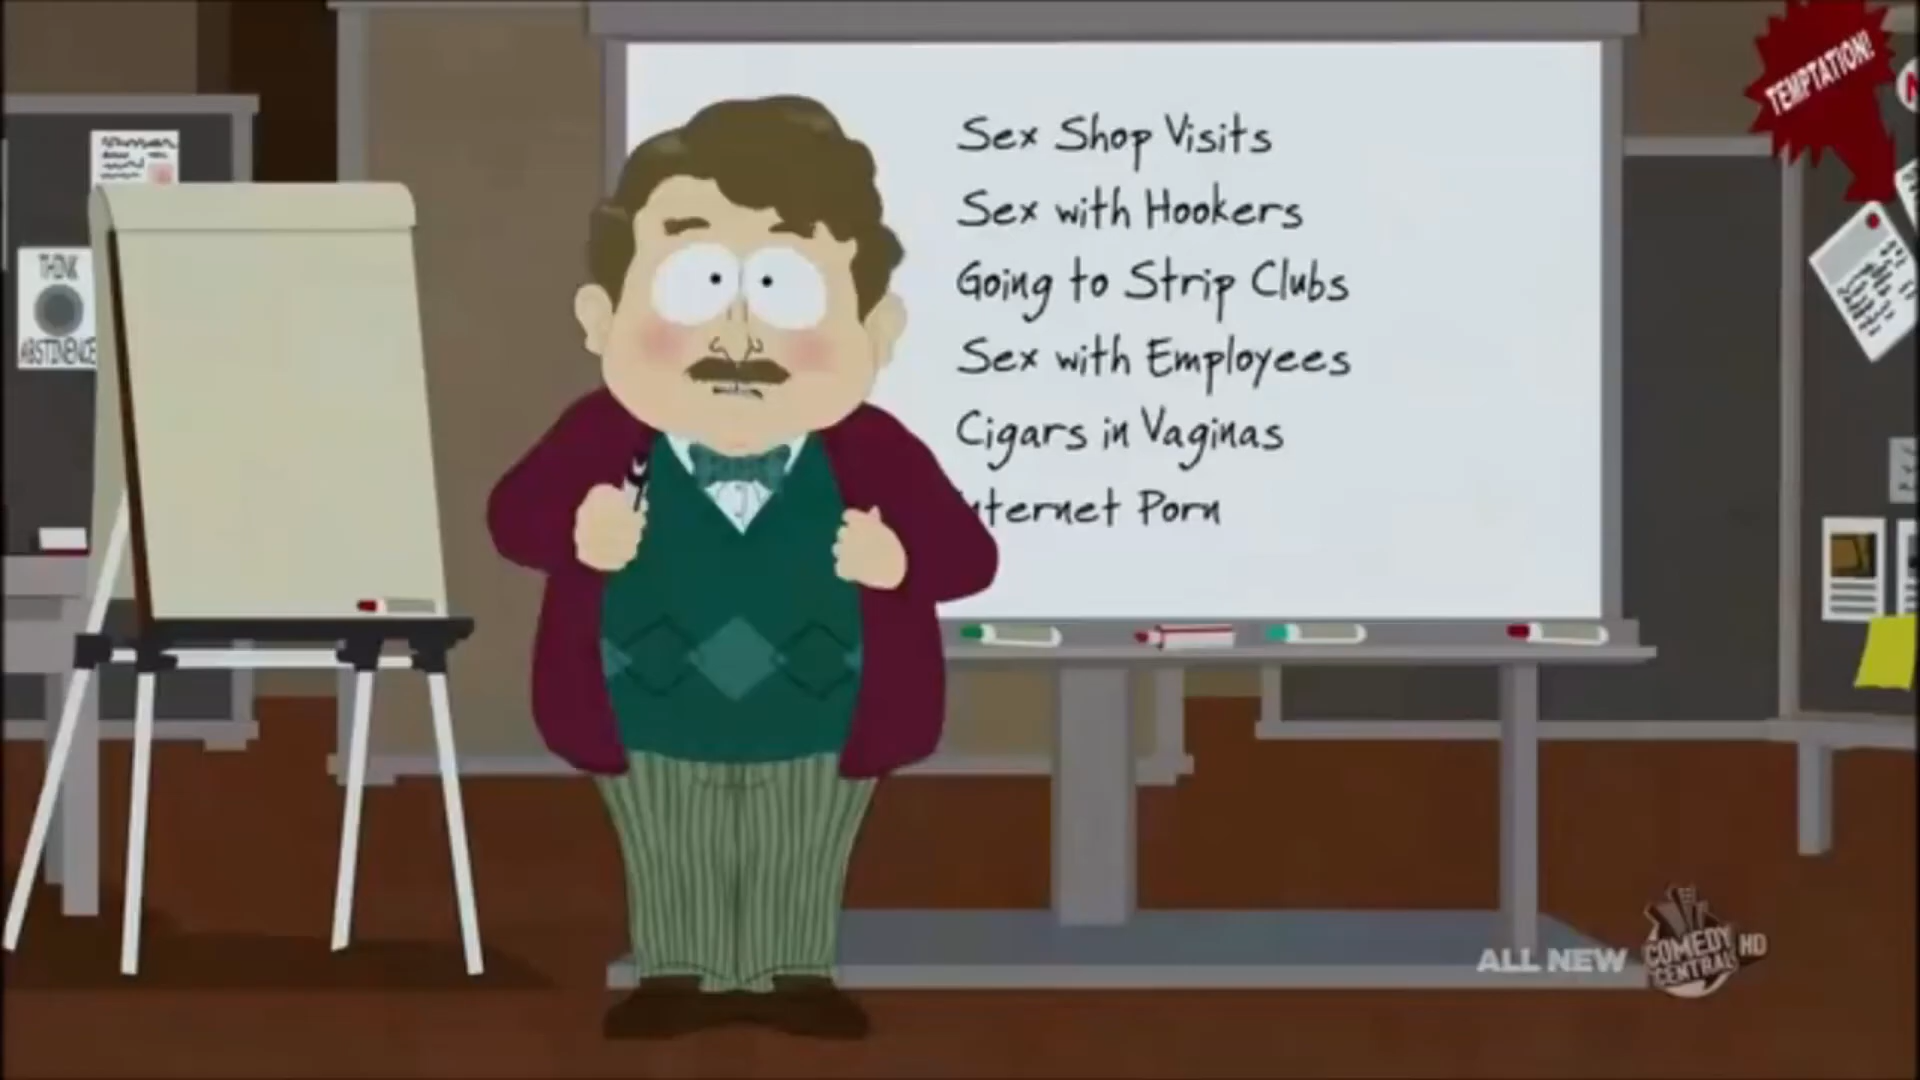 TEMPTATION!
Sex Shop Visits
Sex with Hookers
Going to Strip Clubs
Sex with Employees
Cigars in Vaginas
nternet Porn
THINK
ABSTINENCE
ALL NEW
COMEDY
CENTRAL
HD